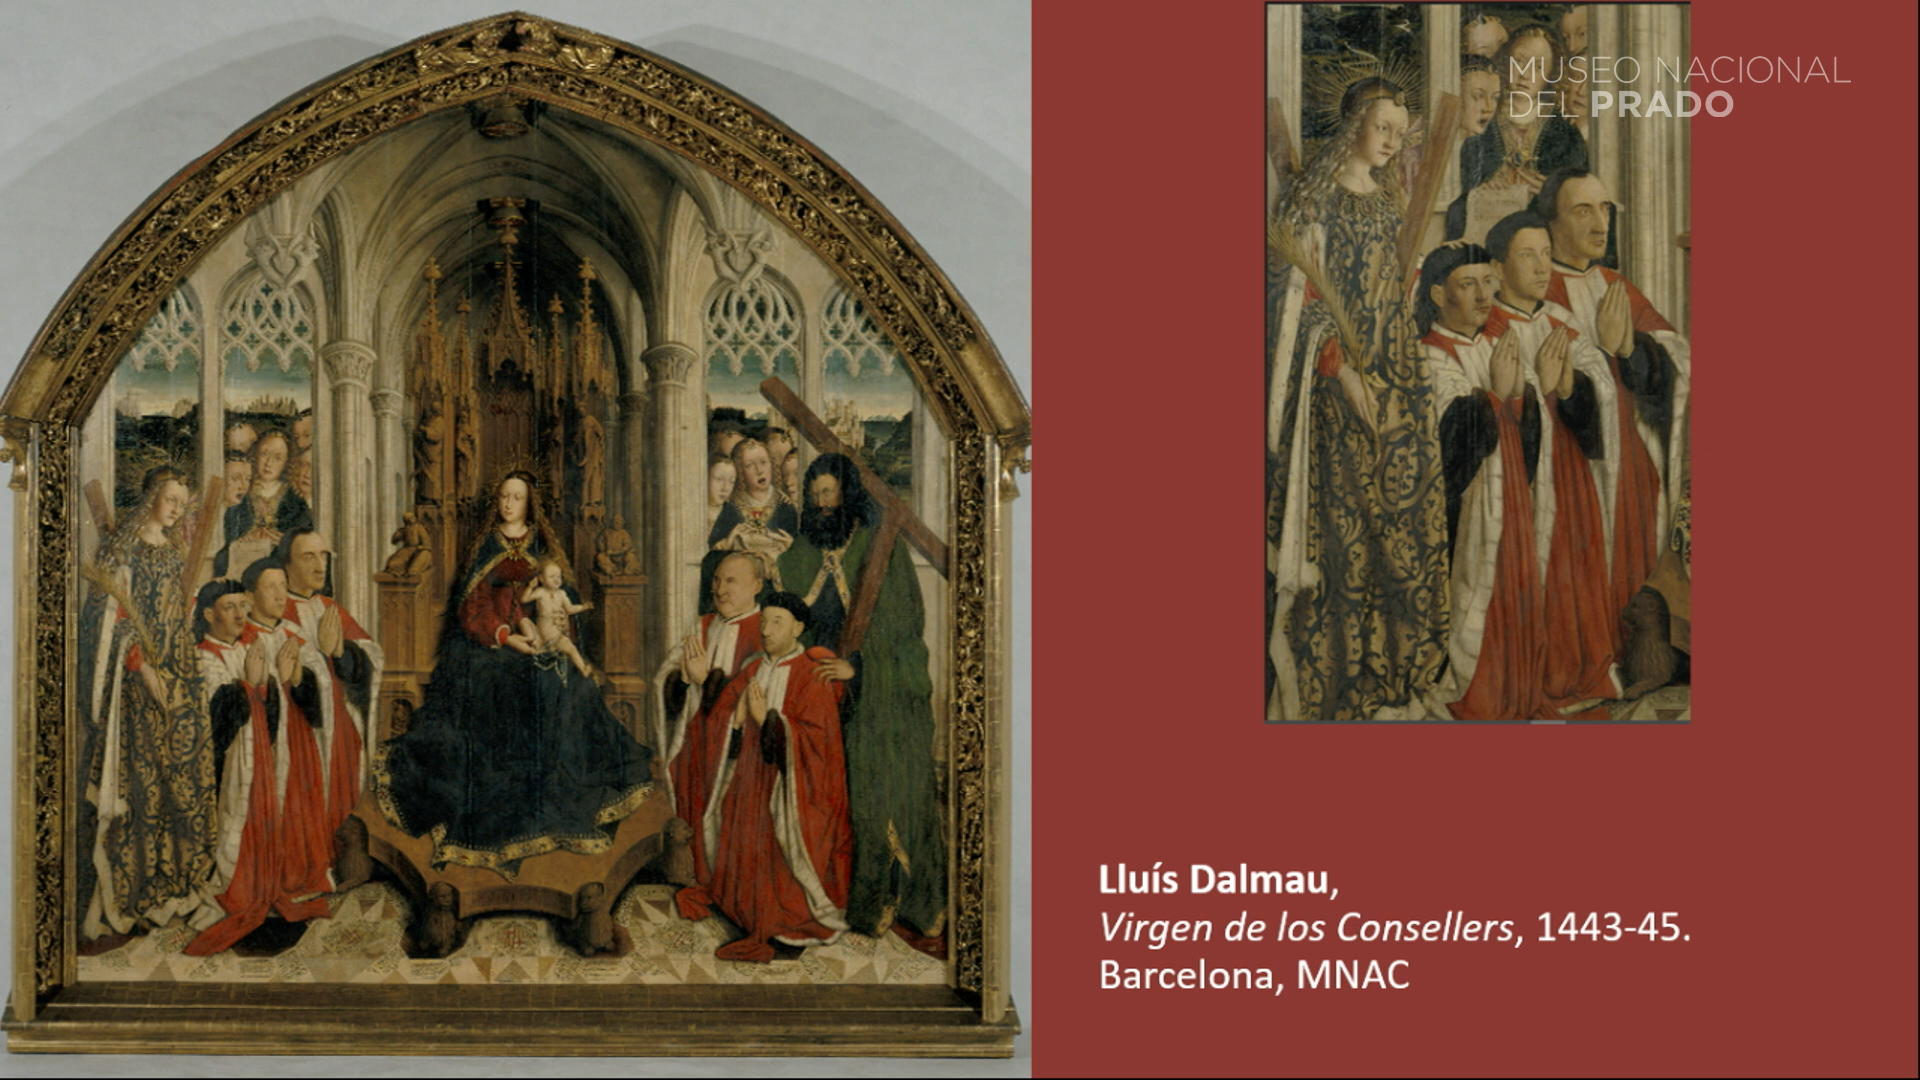 MUSEO NACIONAL
DEL PRADO
Lluís Dalmau,
Virgen de los Consellers, 1443-45.
Barcelona, MNAC